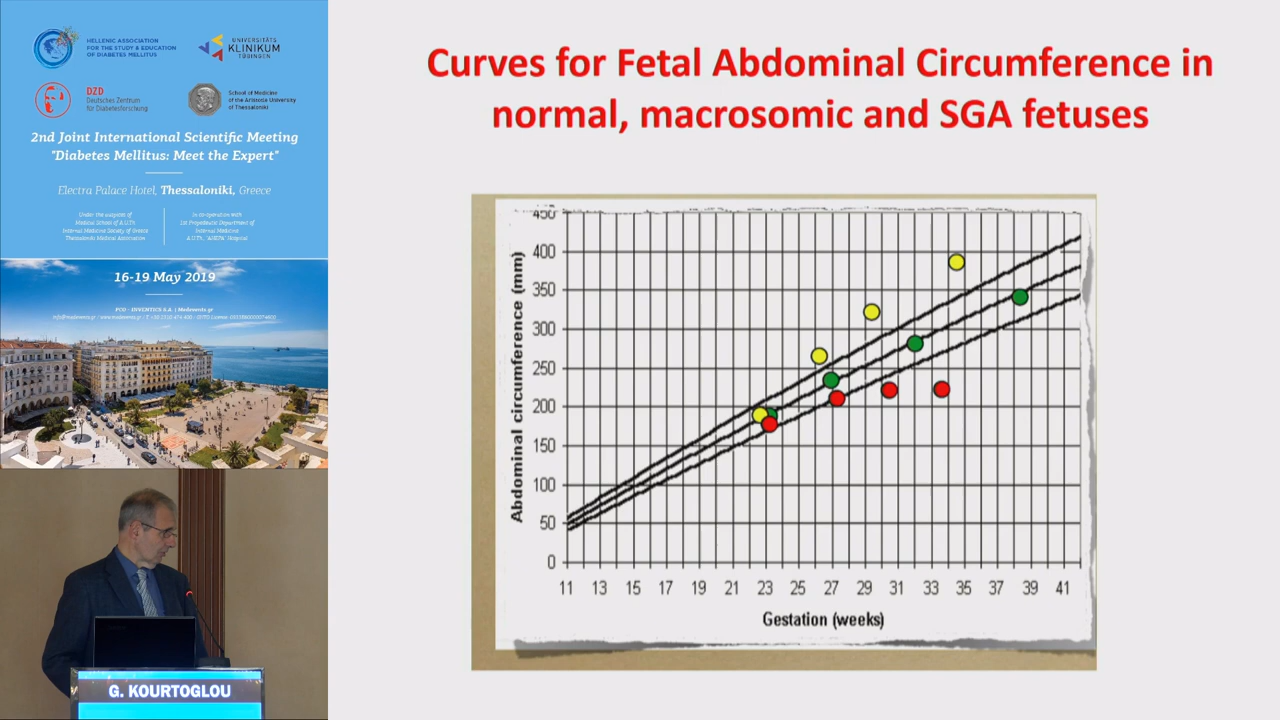 HELLENIC ASSOCIATION
FOR THE STUDY & EDUCATION
OF DIABETES MELLITUS
UNIVERSITÄTS
KLINIKUM
TÜBINGEN
DZD
Deutsches Zentrum
für Diabetesforschung
School of Medicine
of the Aristotle University
of Thessaloniki
2nd Joint International Scientific Meeting
"Diabetes Mellitus: Meet the Expert"
Electra Palace Hotel, Thessaloniki, Greece
Under the auspices of
Medical School of A.U.Th.
Internal Medicine Society of Greece
Thessaloniki Medical Association
In co-operation with
1st Propedeutic Department of
Internal Medicine
A.U.Th., "AHEPA" Hospital
16-19 May 2019
PCO - INVENTICS S.A. | Medevents.gr
G. KOURTOGLOU
Curves for Fetal Abdominal Circumference in
normal, macrosomic and SGA fetuses
Abdominal circumference (mm)
450
400
350
300
250
200
150
100
50
0
11 13 15 17 19 21 23 25 27 29 31 33 35 37 39 41
Gestation (weeks)